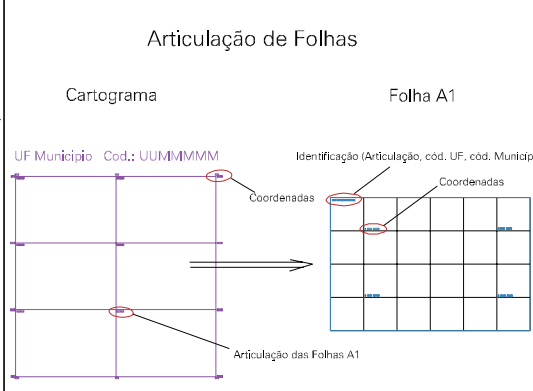 Articulação de Folhas
Cartograma
Folha A1
UF Municipio Cod.: UUMMMMM
Identificação (Articulação, cód. UF, cód. Municíp
Coordenadas
Coordenadas
Articulação das Folhas A1